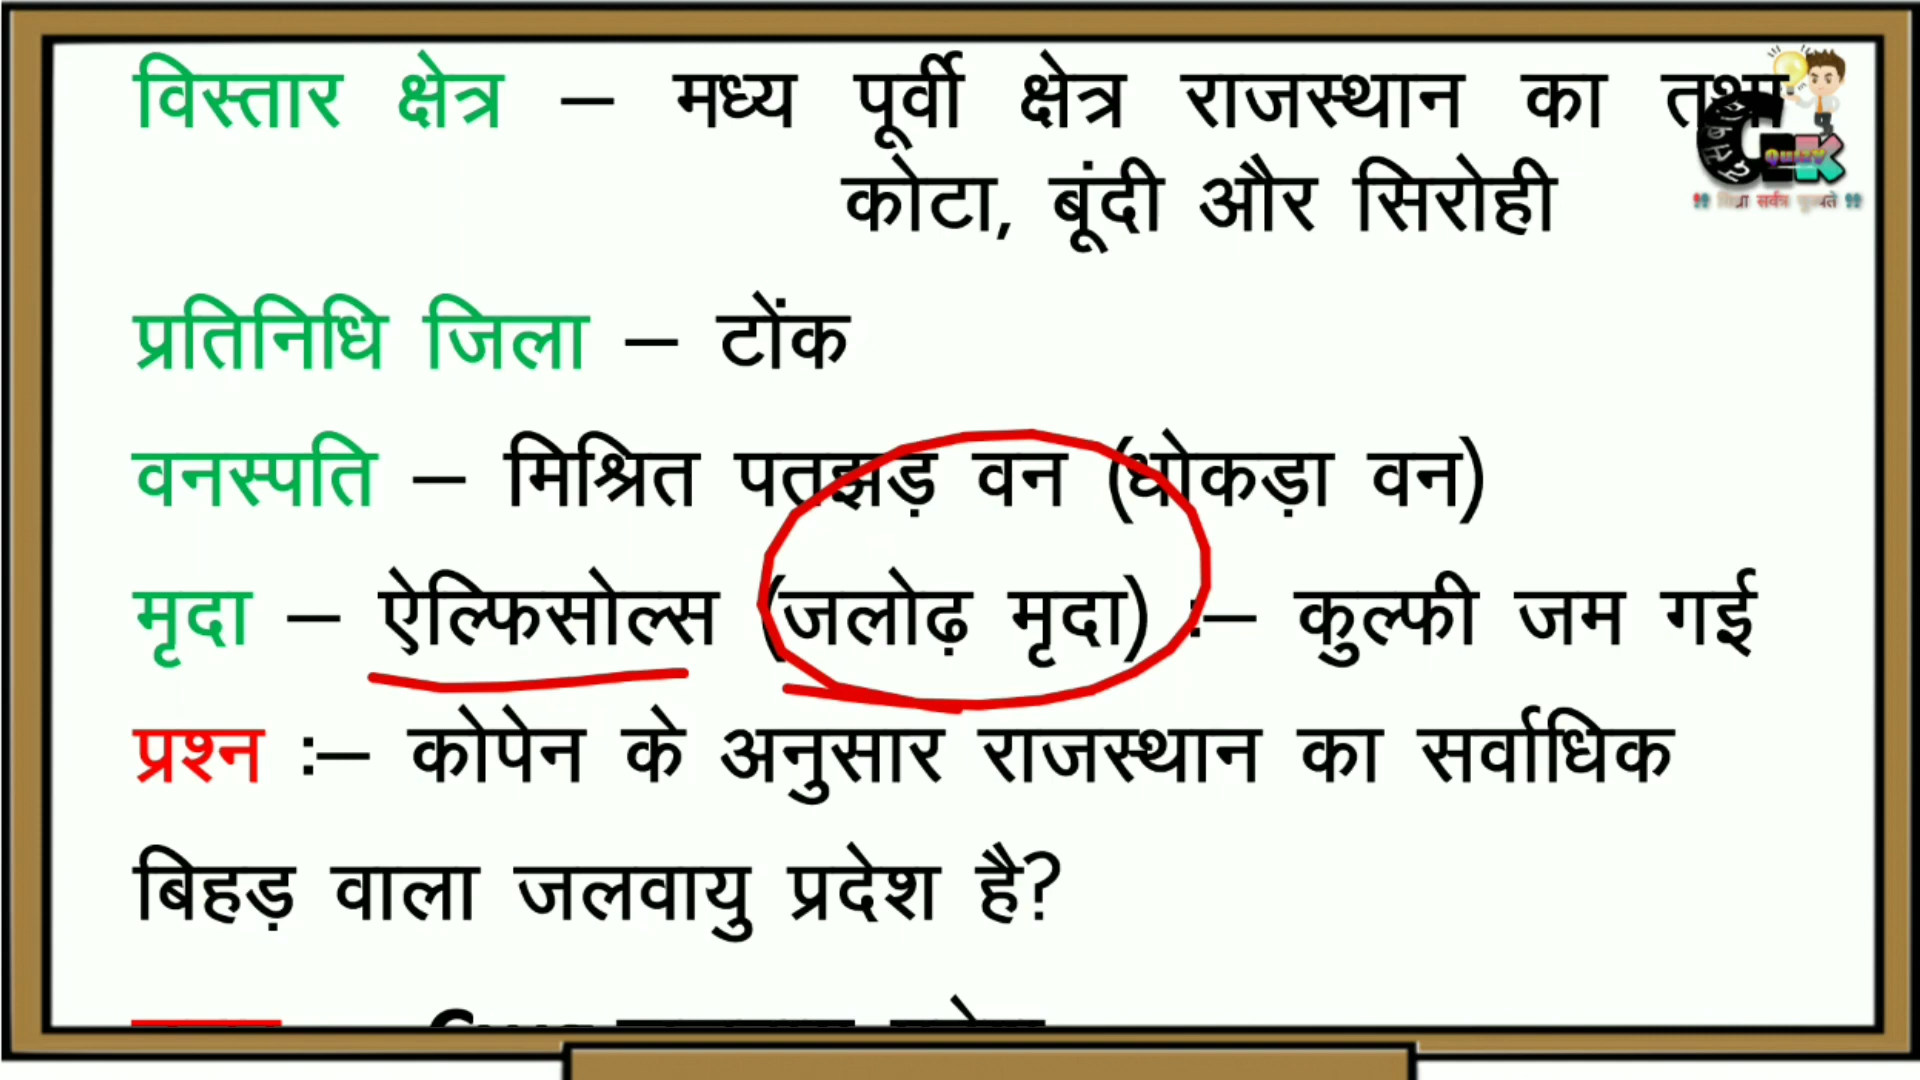 विस्तार क्षेत्र – मध्य पूर्वी क्षेत्र राजस्थान का तथा
कोटा, बूंदी और सिरोही
प्रतिनिधि जिला – टोंक
वनस्पति – मिश्रित पतझड़ वन (धोकड़ा वन)
मृदा – ऐल्फिसोल्स (जलोढ़ मृदा) :– कुल्फी जम गई
प्रश्न :– कोपेन के अनुसार राजस्थान का सर्वाधिक
बिहड़ वाला जलवायु प्रदेश है?